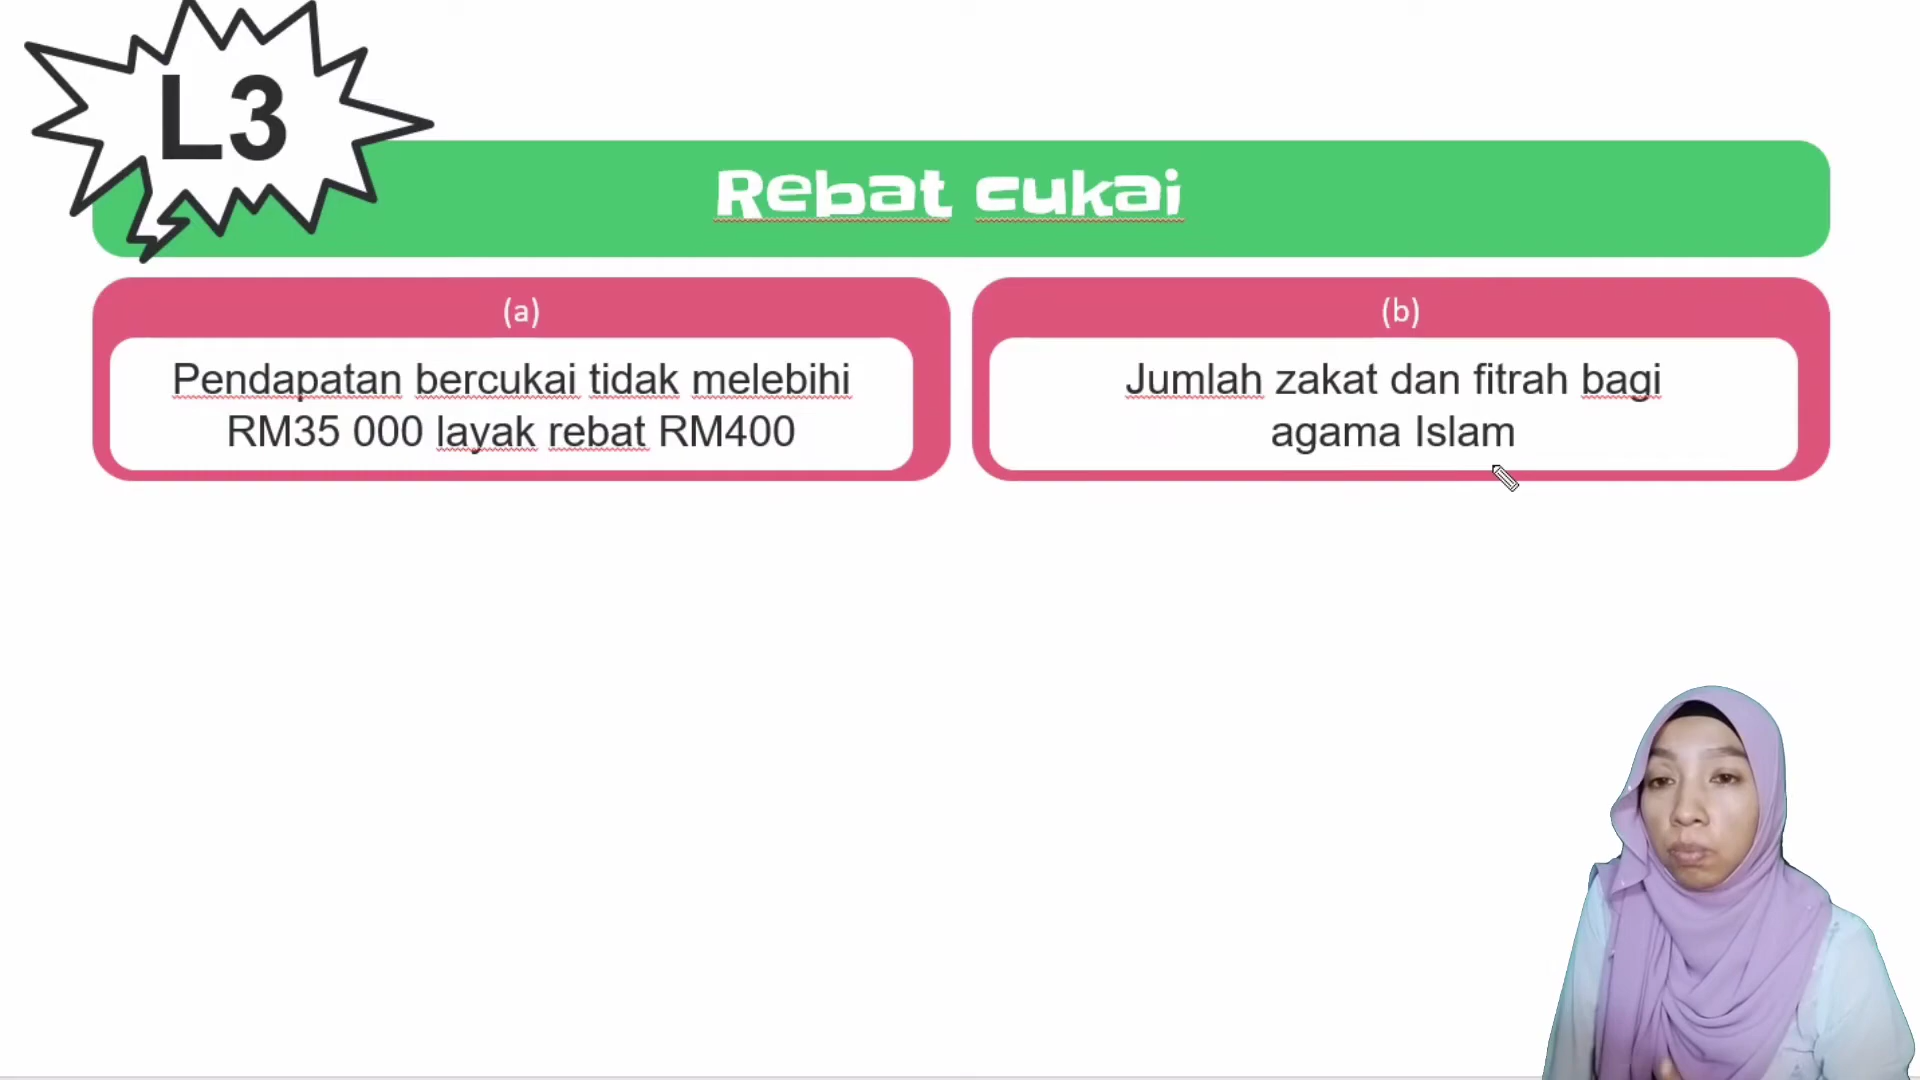 L3
Rebat cukai
(a)
Pendapatan bercukai tidak melebihi
RM35 000 layak rebat RM400
(b)
Jumlah zakat dan fitrah bagi
agama Islam